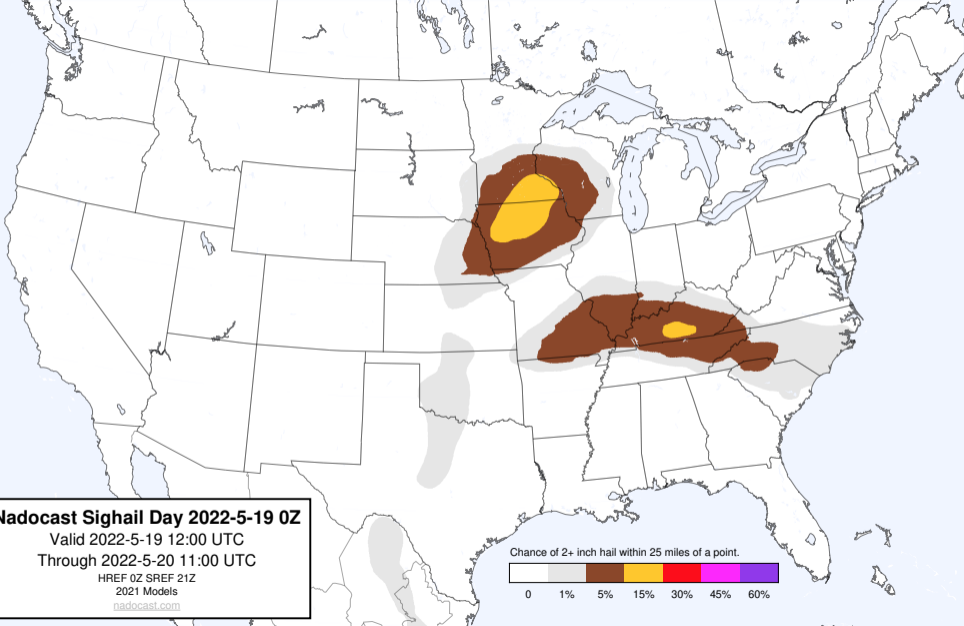 Nadocast Sighail Day 2022-5-19 0Z
Valid 2022-5-19 12:00 UTC
Through 2022-5-20 11:00 UTC
HREF 0Z SREF 21Z
2021 Models
nadocast.com
Chance of 2+ inch hail within 25 miles of a point.
0 1% 5% 15% 30% 45% 60%